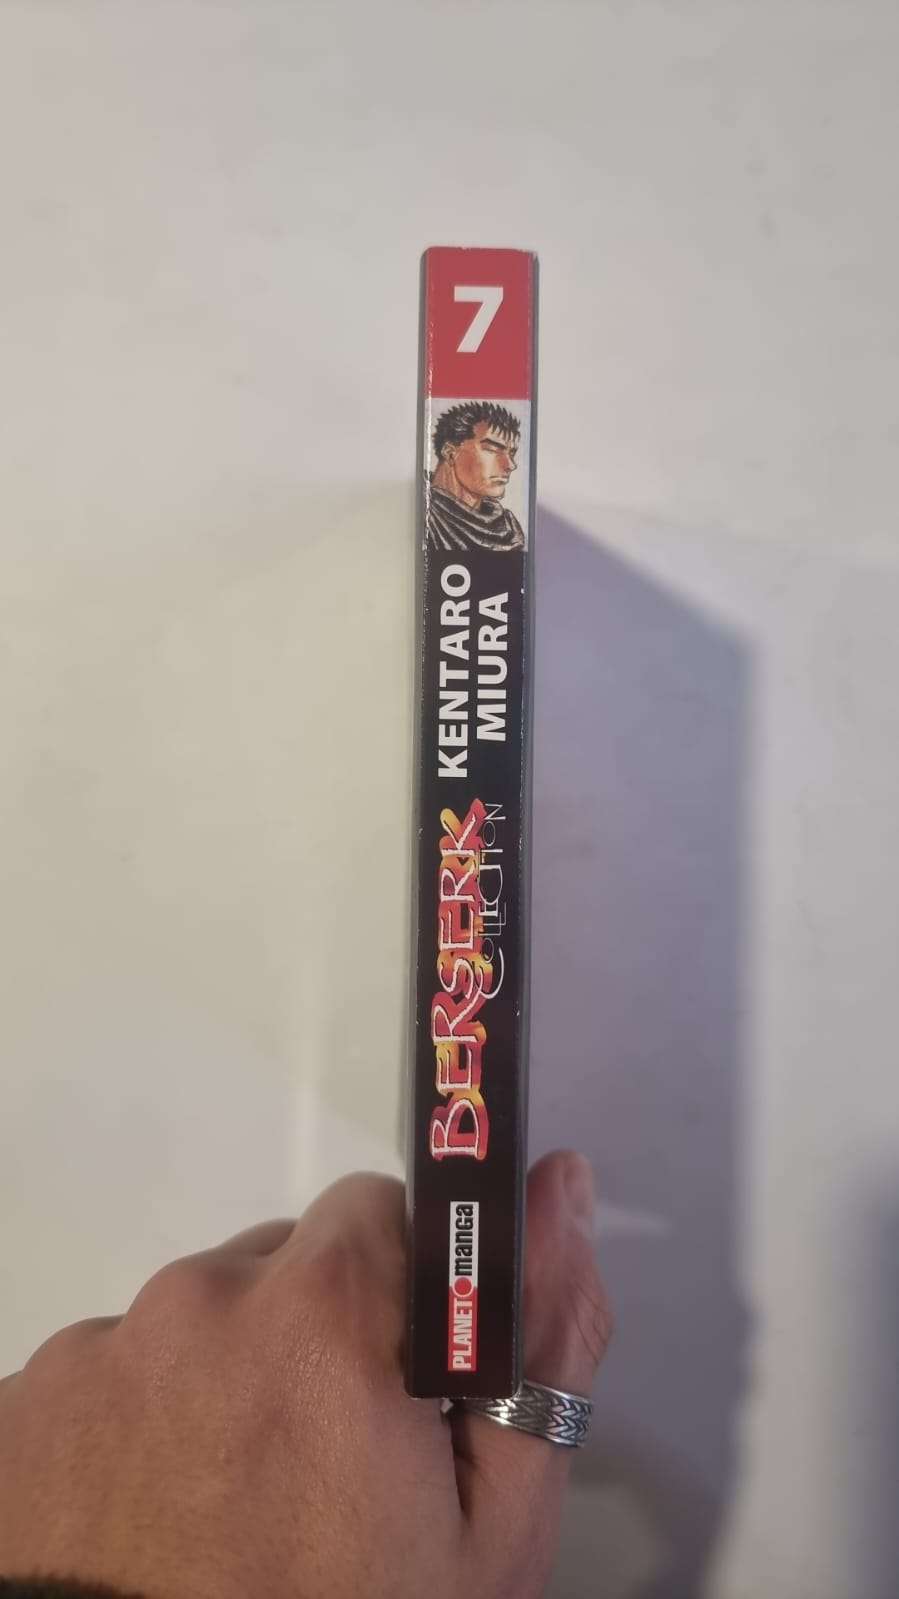 7
KENTARO
MIURA
BERSERK
COLLECTION
PLANET manga